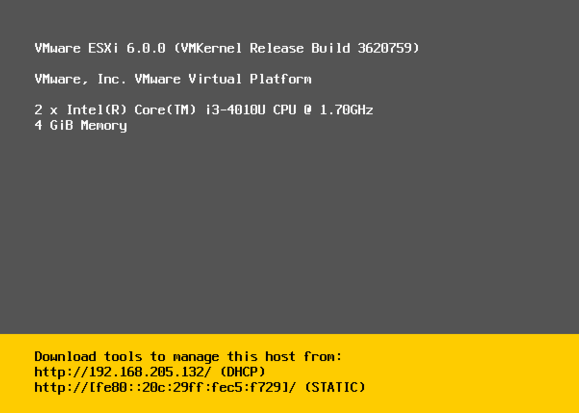 VMware ESXi 6.0.0 (VMKernel Release Build 3620759)
VMware, Inc. VMware Virtual Platform
2 x Intel(R) Core(TM) i3-4010U CPU @ 1.70GHz
4 GiB Memory
Download tools to manage this host from:
http://192.168.205.132/ (DHCP)
http://[fe80::20c:29ff:fec5:f729]/ (STATIC)